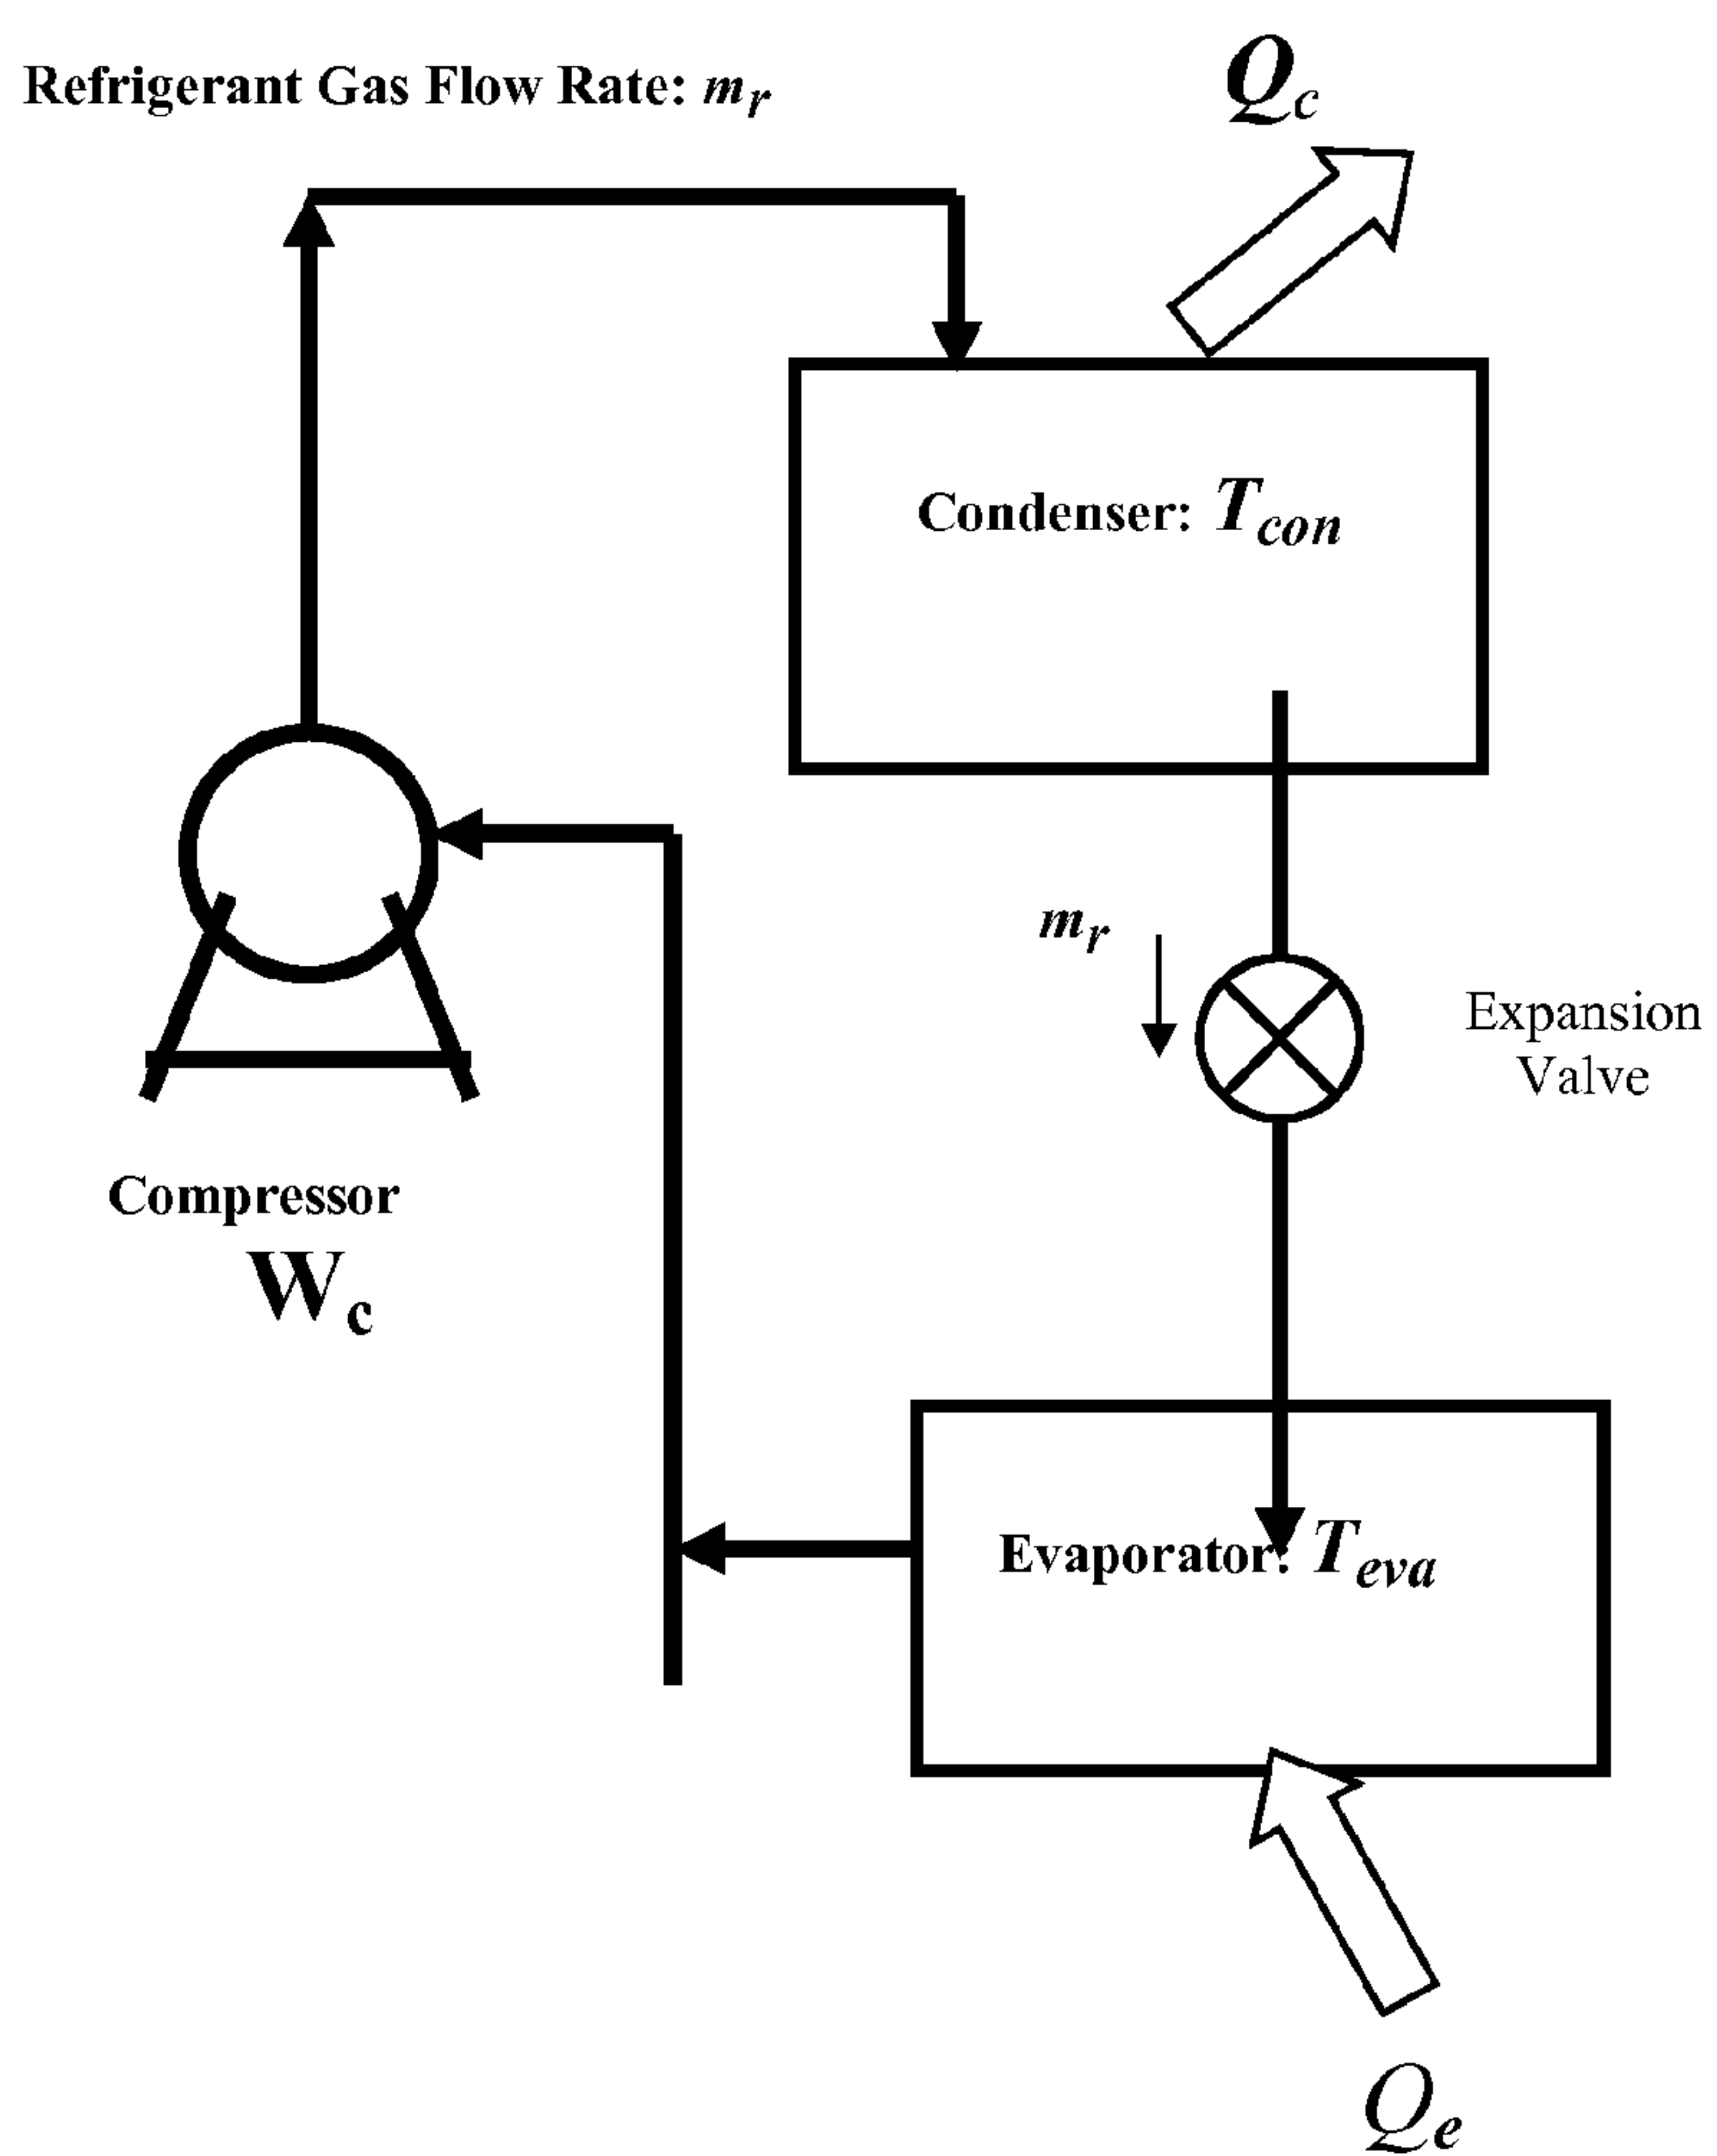 Refrigerant Gas Flow Rate: m_r
Q_c
Condenser: T_con
m_r
Expansion
Valve
Compressor
W_c
Evaporator: T_eva
Q_e